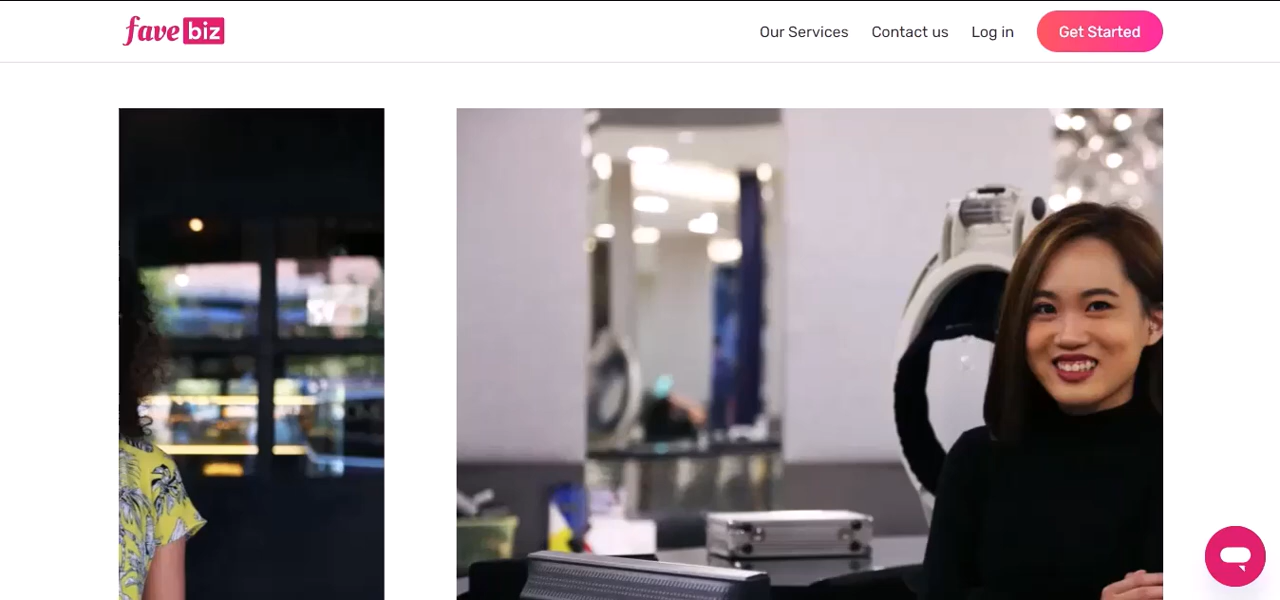 fave biz
Our Services
Contact us
Log in
Get Started